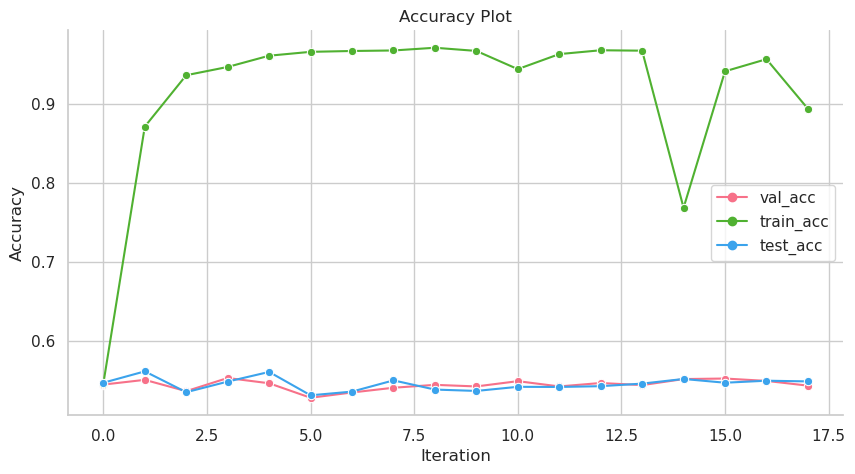 Accuracy Plot
Accuracy
0.9
0.8
0.7
0.6
val_acc
train_acc
test_acc
0.0 2.5 5.0 7.5 10.0 12.5 15.0 17.5
Iteration